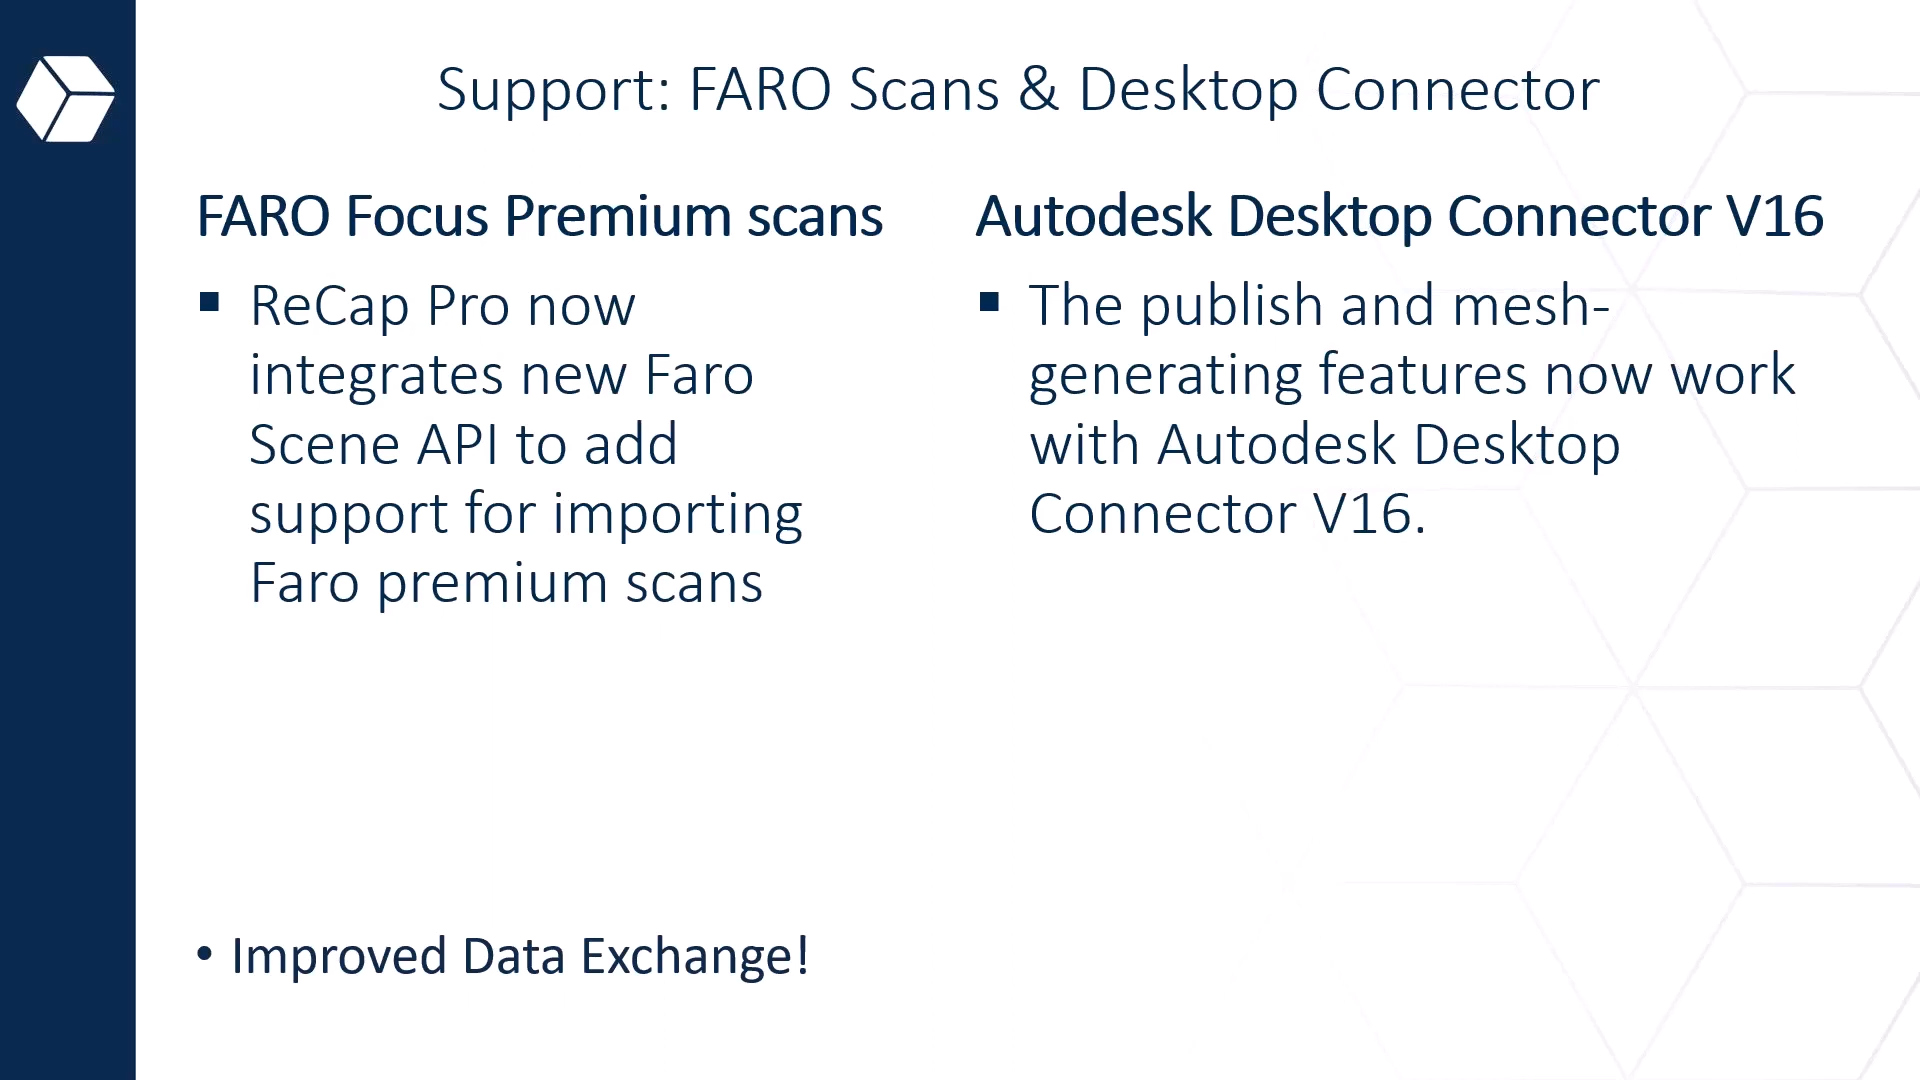 Support: FARO Scans & Desktop Connector
FARO Focus Premium scans
▪ ReCap Pro now
integrates new Faro
Scene API to add
support for importing
Faro premium scans
Autodesk Desktop Connector V16
▪ The publish and mesh-
generating features now work
with Autodesk Desktop
Connector V16.
• Improved Data Exchange!